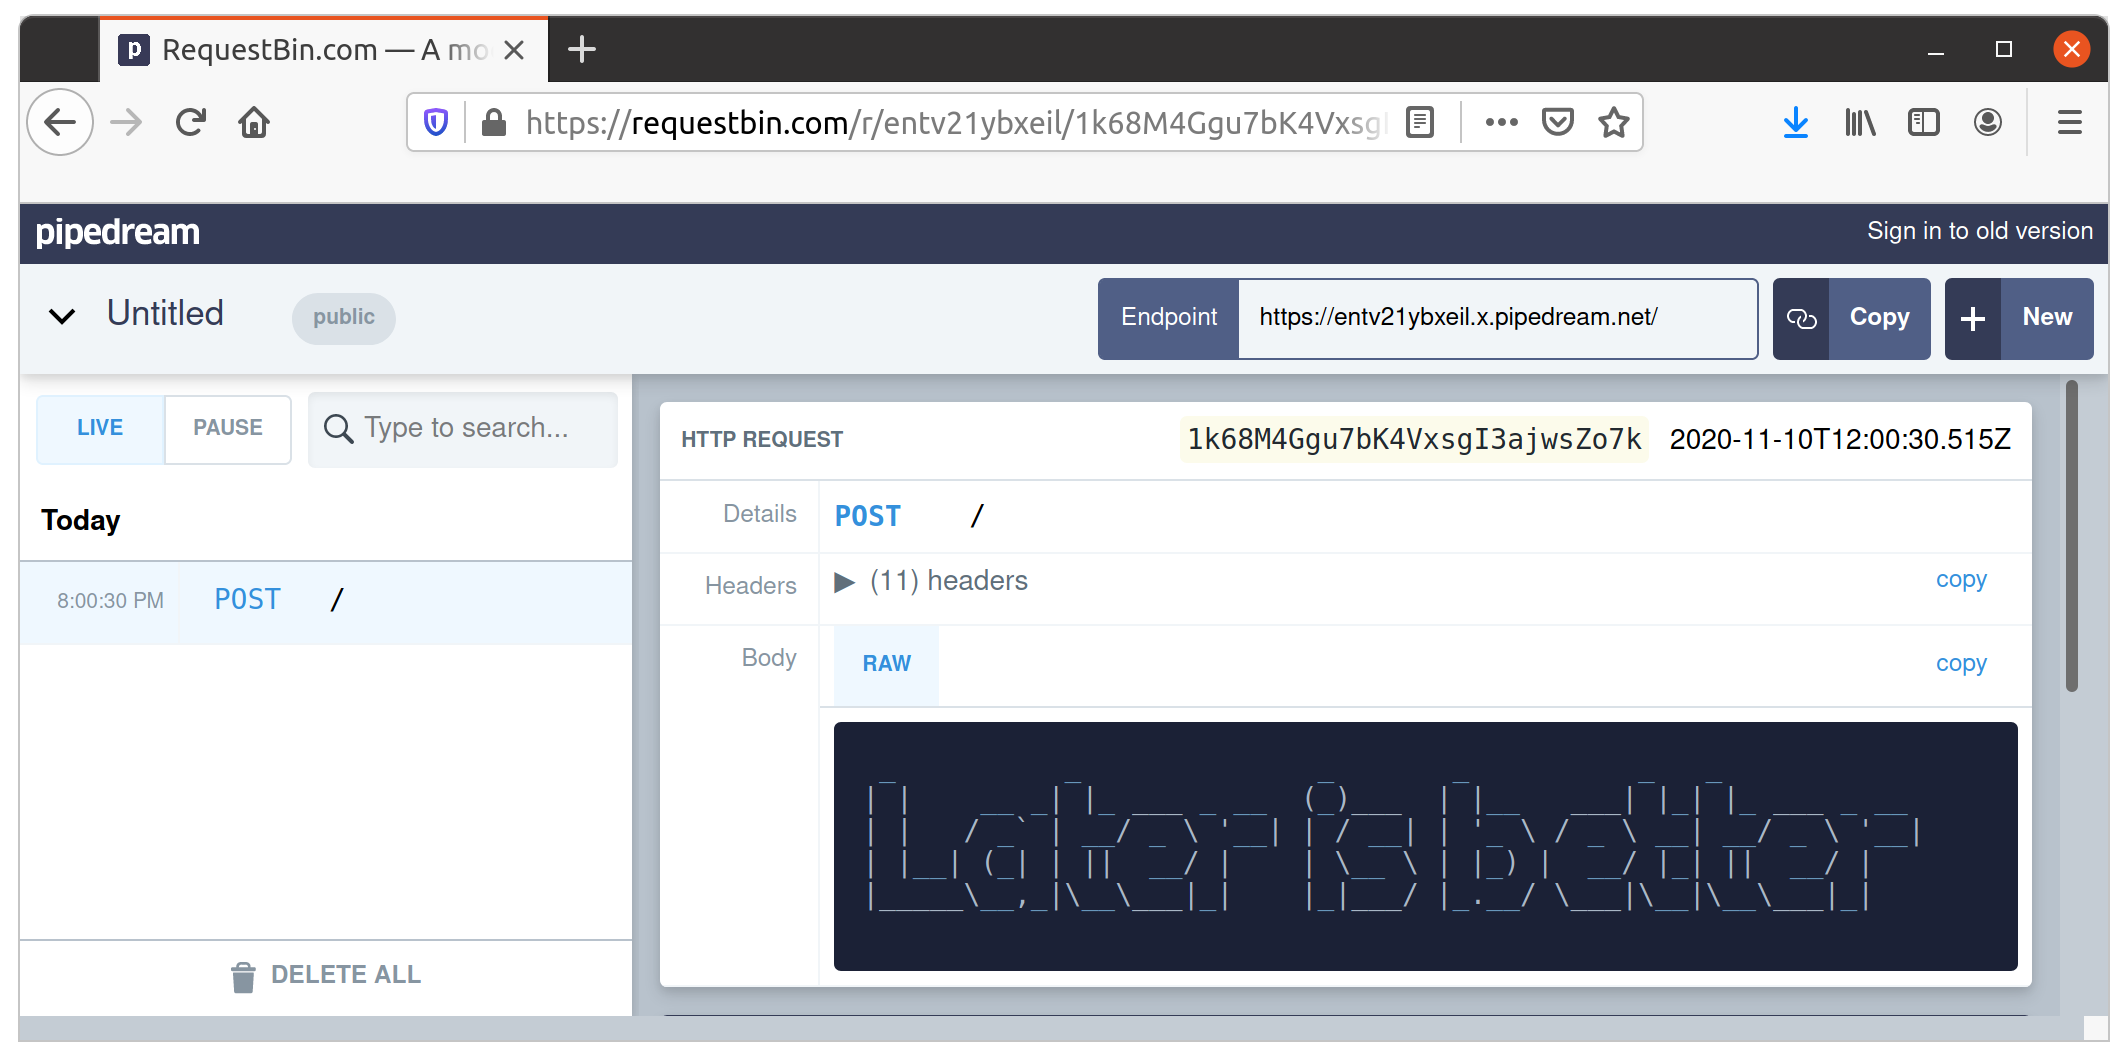 RequestBin.com — A mo
https://requestbin.com/r/entv21ybxeil/1k68M4Ggu7bK4Vxsg
pipedream
Sign in to old version
Untitled
public
Endpoint
https://entv21ybxeil.x.pipedream.net/
Copy
New
LIVE
PAUSE
Type to search...
HTTP REQUEST
1k68M4Ggu7bK4VxsgI3ajwsZo7k
2020-11-10T12:00:30.515Z
Today
Details
POST /
Headers
(11) headers
copy
8:00:30 PM POST /
Body
RAW
copy
Later is better
DELETE ALL